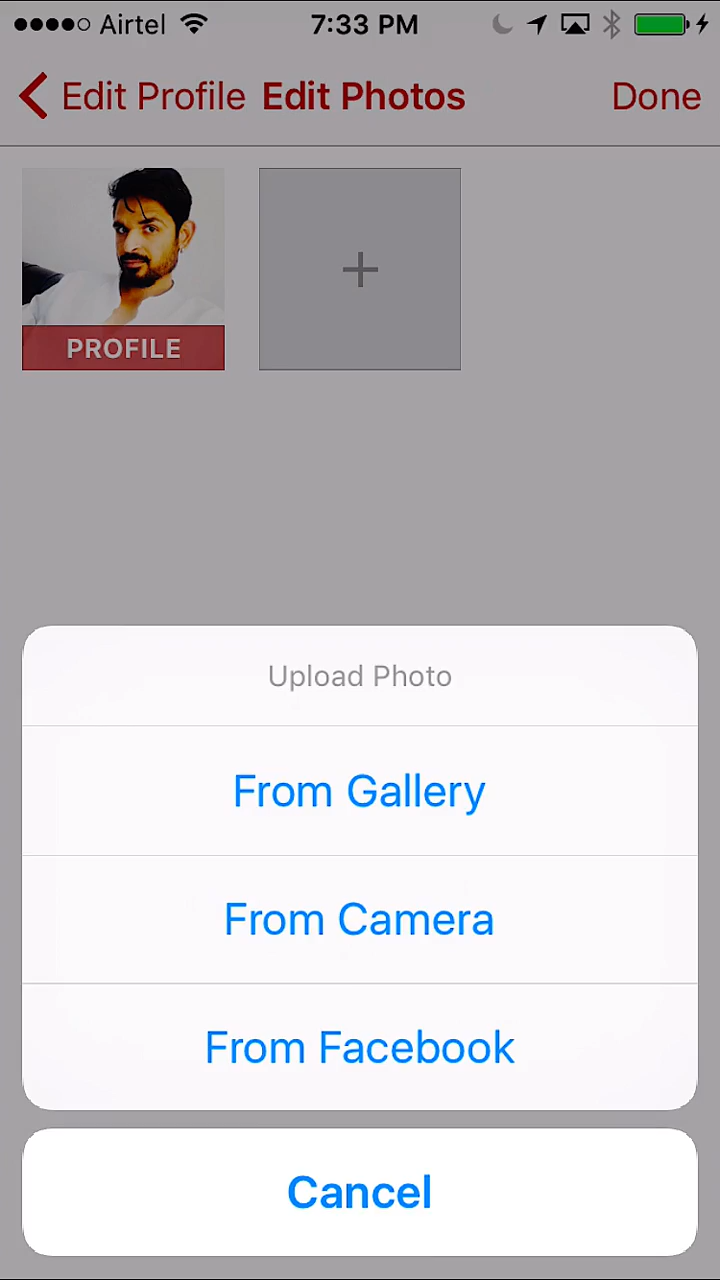 Airtel 7:33 PM
Edit Profile Edit Photos Done
+
PROFILE
Upload Photo
From Gallery
From Camera
From Facebook
Cancel